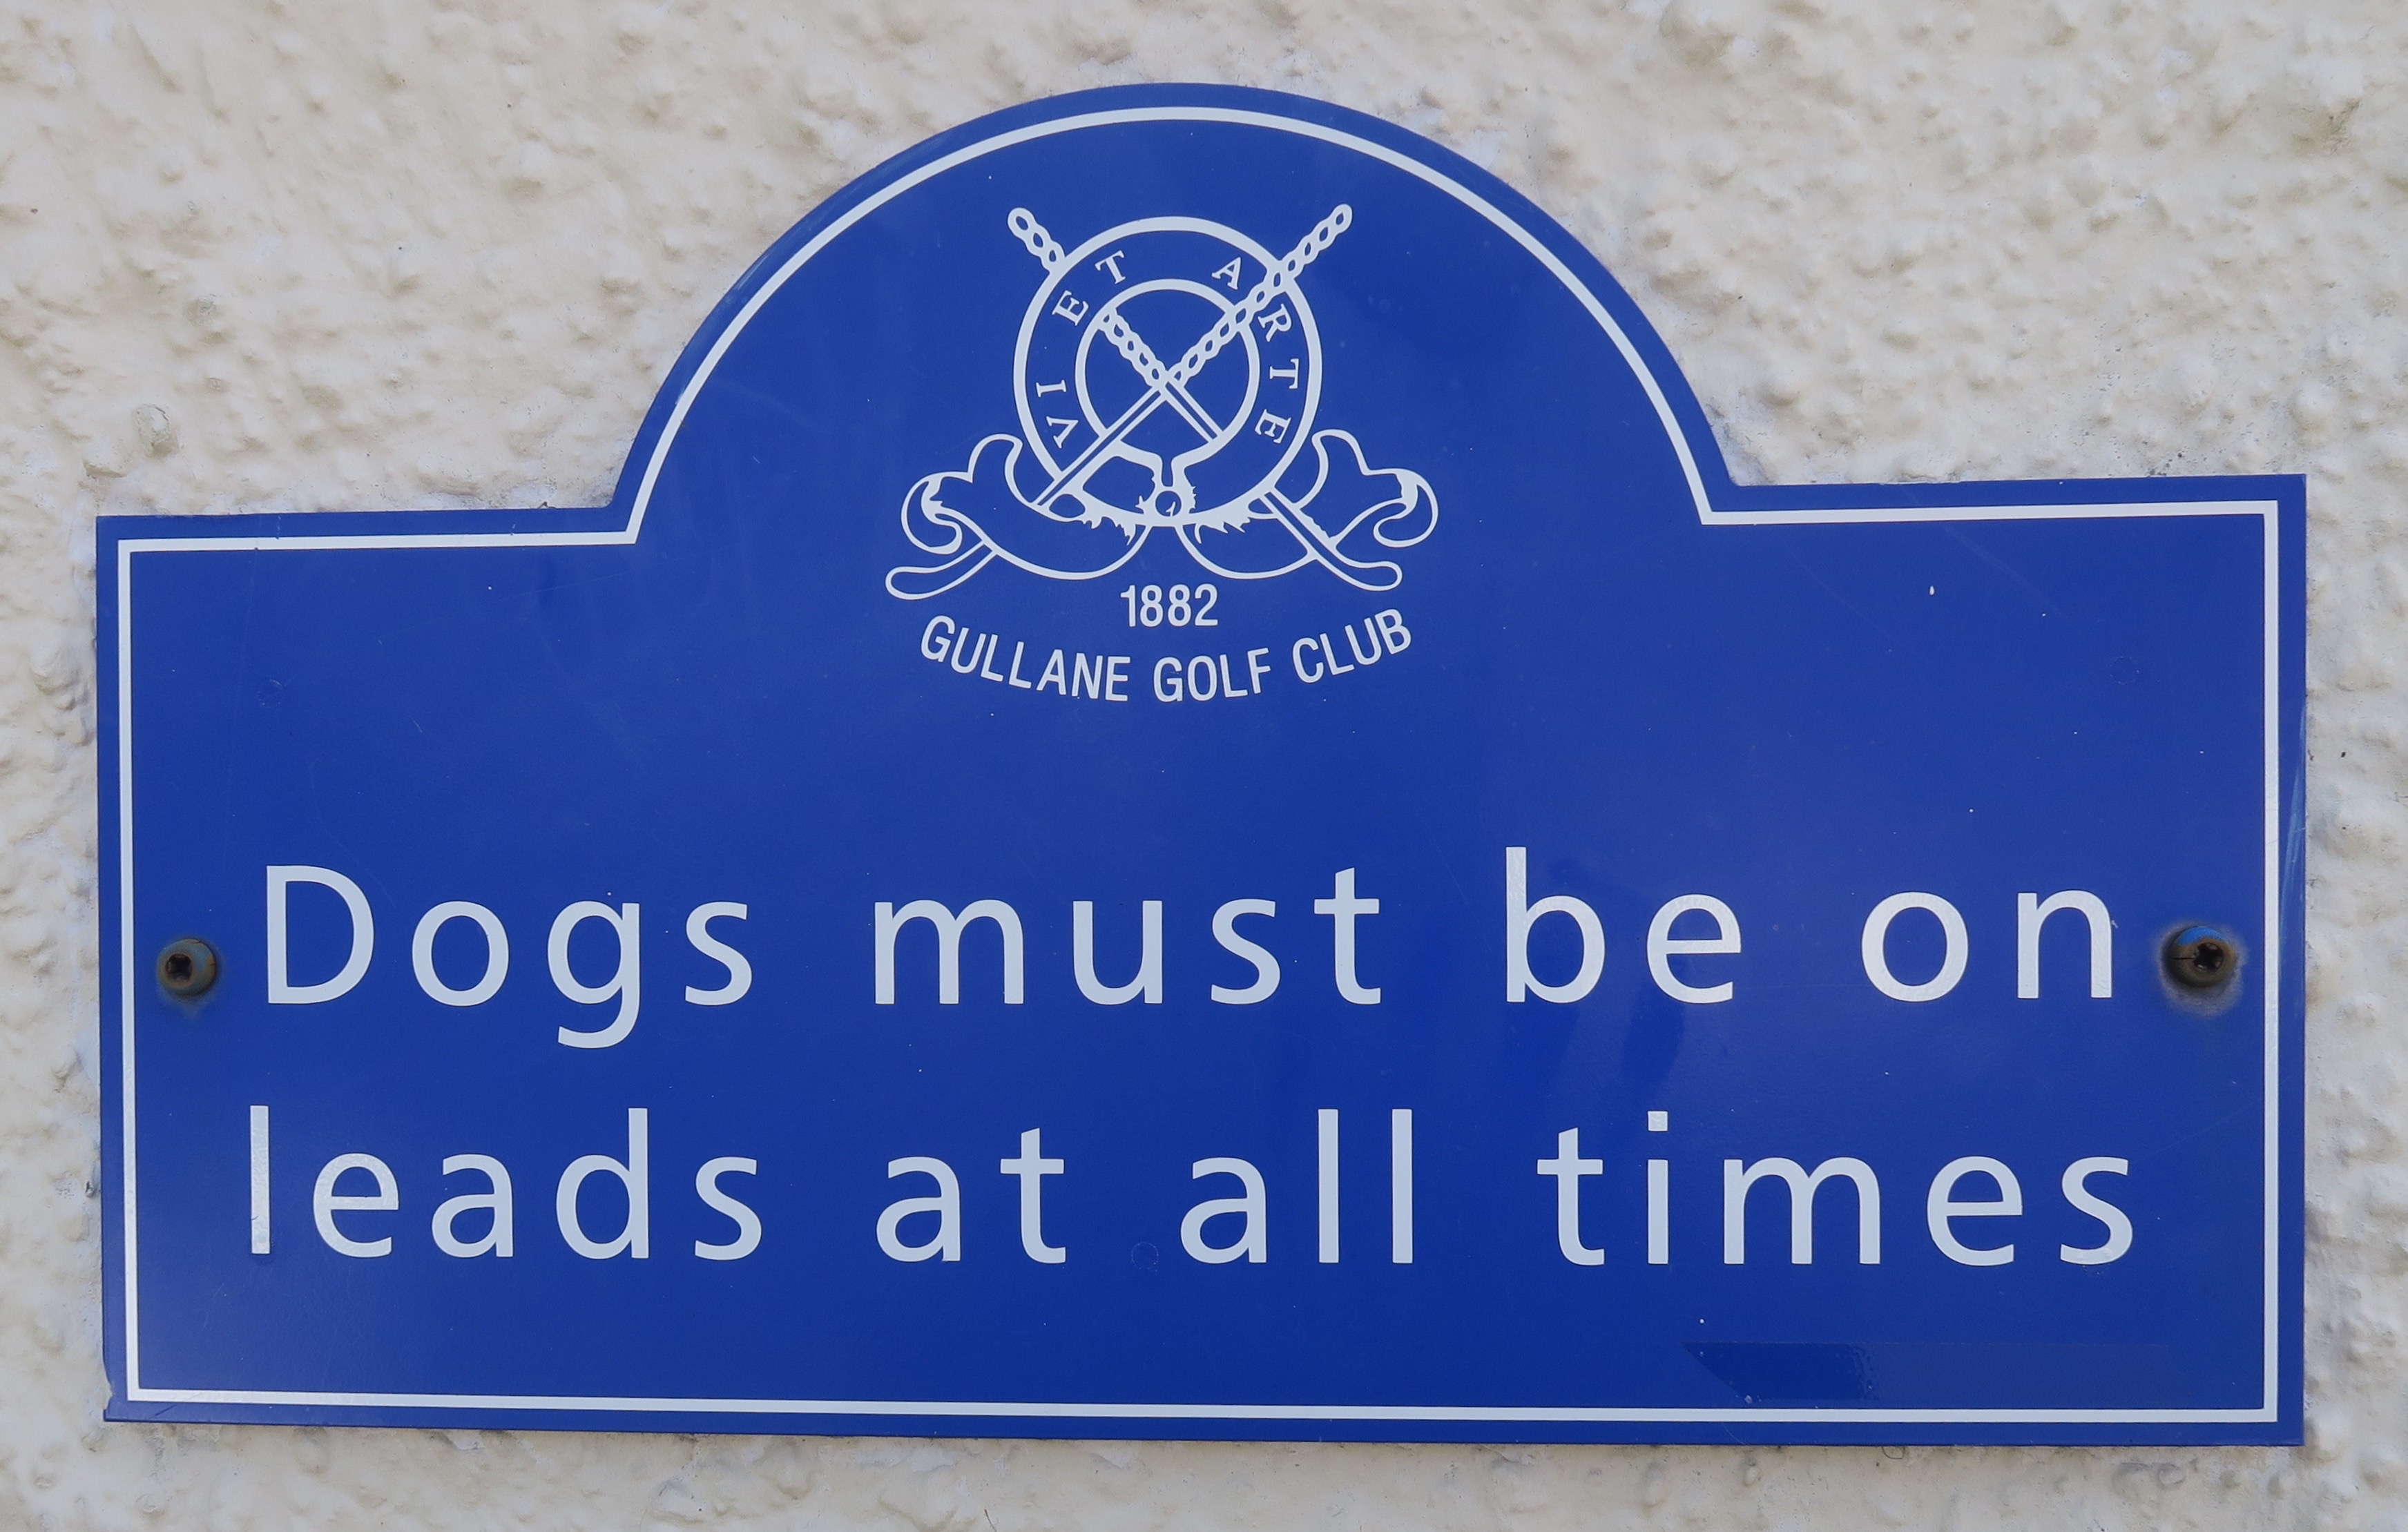 VI ET ARTE
1882
GULLANE GOLF CLUB
Dogs must be on
leads at all times